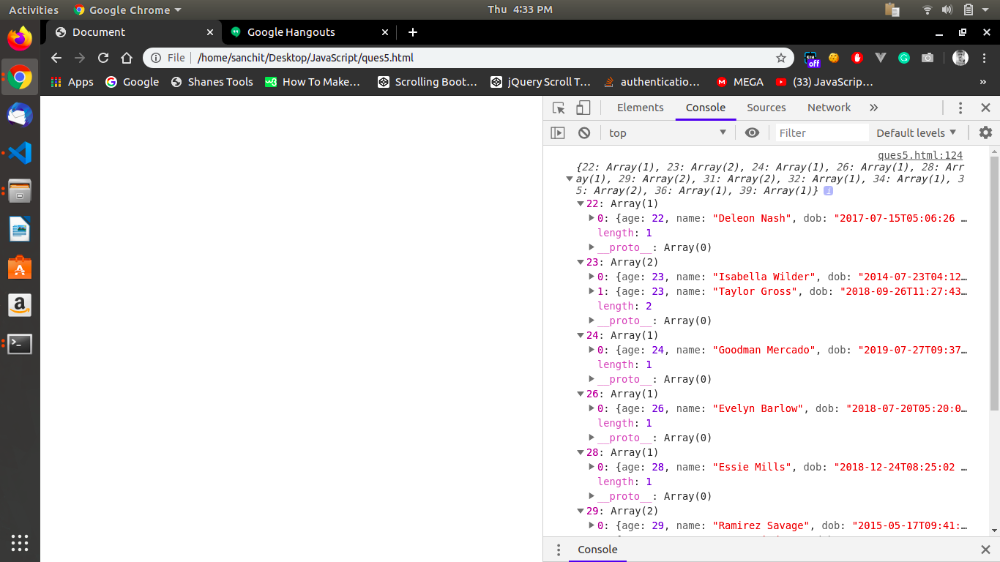 Activities
Google Chrome
Thu 4:33 PM
Document
Google Hangouts
File
/home/sanchit/Desktop/JavaScript/ques5.html
off
Apps
Google
Shanes Tools
How To Make…
Scrolling Boot…
jQuery Scroll T…
authenticatio…
MEGA
(33) JavaScrip…
»
Elements
Console
Sources
Network
»
top
Filter
Default levels
ques5.html:124
{22: Array(1), 23: Array(2), 24: Array(1), 26: Array(1), 28: Arr
ay(1), 29: Array(2), 31: Array(2), 32: Array(1), 34: Array(1), 3
5: Array(2), 36: Array(1), 39: Array(1)} i
22: Array(1)
0: {age: 22, name: "Deleon Nash", dob: "2017-07-15T05:06:26 …
length: 1
__proto__: Array(0)
23: Array(2)
0: {age: 23, name: "Isabella Wilder", dob: "2014-07-23T04:12…
1: {age: 23, name: "Taylor Gross", dob: "2018-09-26T11:27:43…
length: 2
__proto__: Array(0)
24: Array(1)
0: {age: 24, name: "Goodman Mercado", dob: "2019-07-27T09:37…
length: 1
__proto__: Array(0)
26: Array(1)
0: {age: 26, name: "Evelyn Barlow", dob: "2018-07-20T05:20:0…
length: 1
__proto__: Array(0)
28: Array(1)
0: {age: 28, name: "Essie Mills", dob: "2018-12-24T08:25:02 …
length: 1
__proto__: Array(0)
29: Array(2)
0: {age: 29, name: "Ramirez Savage", dob: "2015-05-17T09:41:…
Console